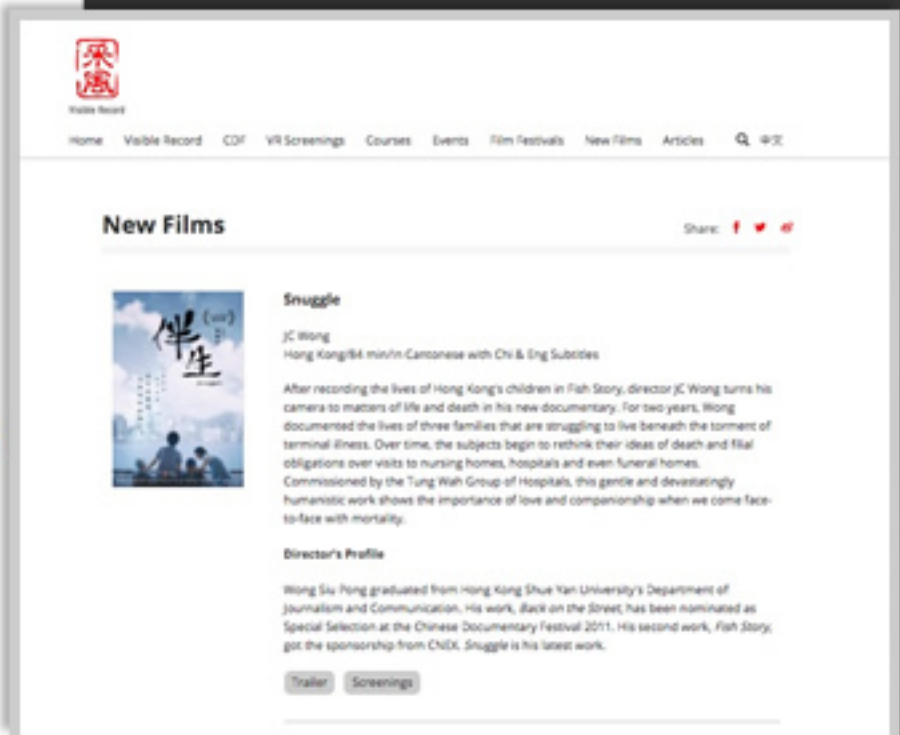 采風
Visible Record
Home Visible Record CDF VR Screenings Courses Events Film Festivals New Films Articles 中文
New Films
Share:
伴
生
Snuggle
JC Wong
Hong Kong/84 min/In Cantonese with Chi & Eng Subtitles
After recording the lives of Hong Kong's children in Fish Story, director JC Wong turns his
camera to matters of life and death in his new documentary. For two years, Wong
documented the lives of three families that are struggling to live beneath the torment of
terminal illness. Over time, the subjects begin to rethink their ideas of death and filial
obligations over visits to nursing homes, hospitals and even funeral homes.
Commissioned by the Tung Wah Group of Hospitals, this gentle and devastatingly
humanistic work shows the importance of love and companionship when we come face-
to-face with mortality.
Director's Profile
Wong Siu Pong graduated from Hong Kong Shue Yan University's Department of
Journalism and Communication. His work, Back on the Street, has been nominated as
Special Selection at the Chinese Documentary Festival 2011. His second work, Fish Story,
got the sponsorship from CNEX. Snuggle is his latest work.
Trailer Screenings